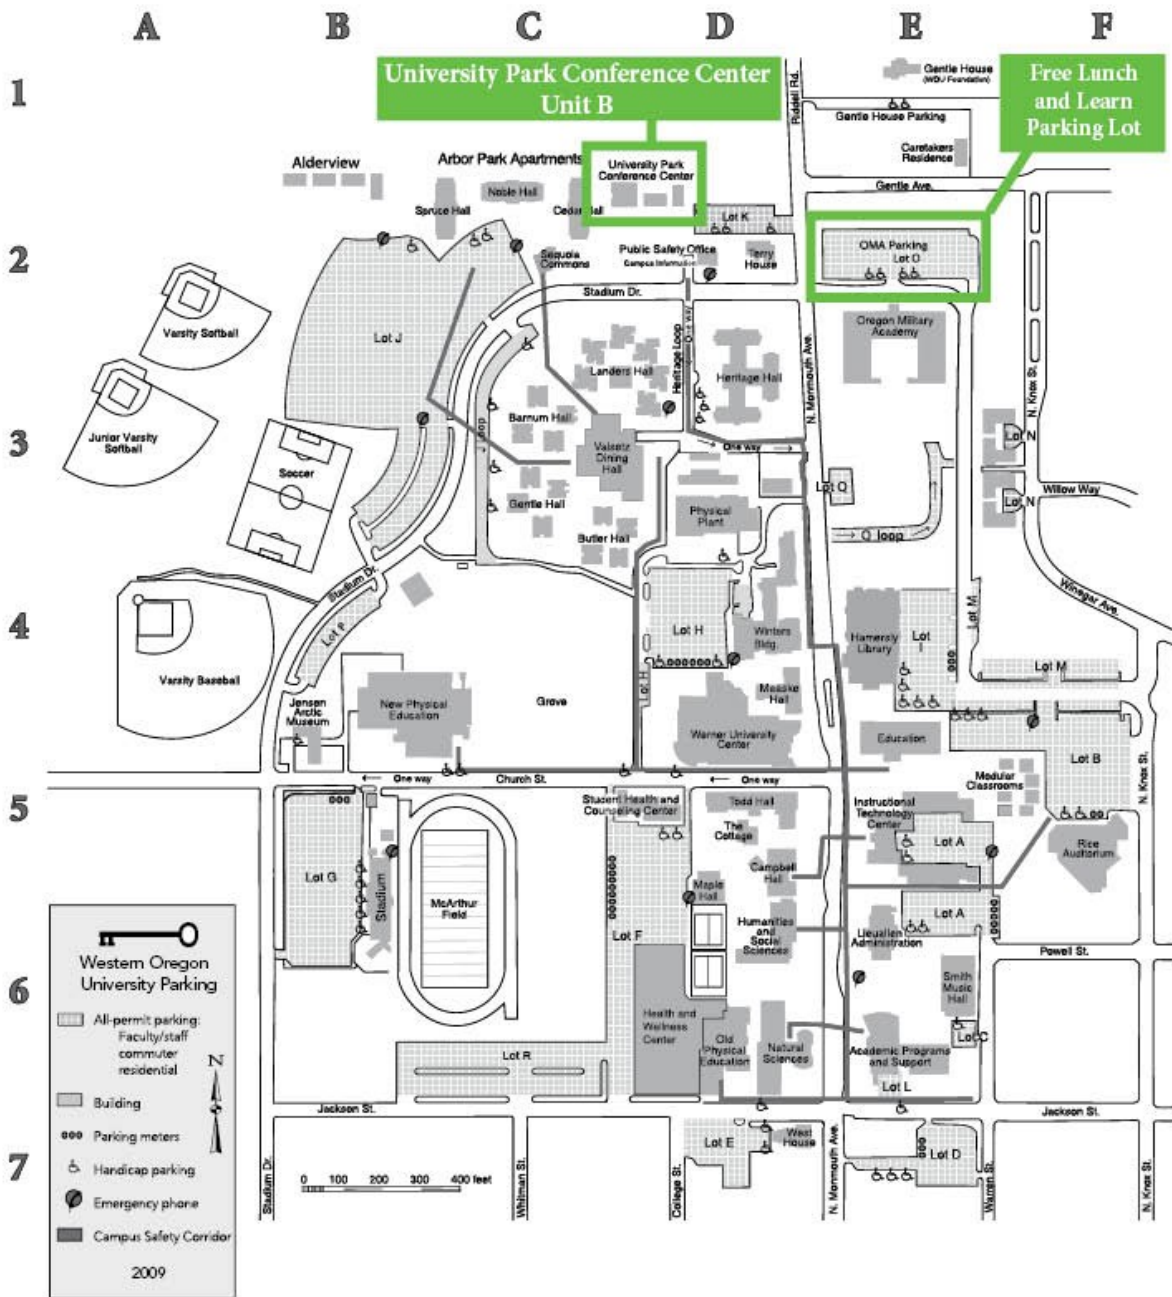 A B C D E F
1
2
3
4
5
6
7
University Park Conference Center
Unit B
Free Lunch
and Learn
Parking Lot
Gentle House
(WOU Foundation)
Riddell Rd.
Gentle House Parking
Caretakers
Residence
Gentle Ave.
Alderview
Arbor Park Apartments
University Park
Conference Center
Noble Hall
Spruce Hall
Cedar Hall
Lot K
Sequoia
Commons
Public Safety Office
Campus Information
Terry
House
OMA Parking
Lot O
Stadium Dr.
Varsity Softball
Lot J
Heritage Loop
One way
N. Monmouth Ave.
Oregon Military
Academy
N. Knox St.
Landers Hall
Heritage Hall
Junior Varsity
Softball
Barnum Hall
Loop
Valsetz
Dining
Hall
One way
Lot N
Soccer
Gentle Hall
Lot Q
Lot N
Willow Way
Physical
Plant
Butler Hall
Q loop
Stadium Dr.
Winegar Ave.
Lot P
Lot H
Winters
Bldg.
Hamersly
Library
Lot
I
Lot M
Lot M
Varsity Baseball
Jensen
Arctic
Museum
New Physical
Education
Grove
Lot H
Maaske
Hall
Warner University
Center
Education
Lot B
One way
Church St.
One way
Modular
Classrooms
N. Knox St.
Student Health and
Counseling Center
Todd Hall
The
Cottage
Instructional
Technology
Center
Lot A
Rice
Auditorium
Campbell
Hall
Lot G
Stadium
McArthur
Field
Maple
Hall
Lot F
Humanities
and
Social
Sciences
Lot A
Lieuallen
Administration
Powell St.
Smith
Music
Hall
Health and
Wellness
Center
Old
Physical
Education
Natural
Sciences
Lot C
Academic Programs
and Support
Lot R
Lot L
Jackson St.
Jackson St.
Lot E
West
House
Lot D
Stadium Dr.
Whitman St.
College St.
N. Monmouth Ave.
Warren St.
N. Knox St.
0 100 200 300 400 feet
Western Oregon
University Parking
All-permit parking:
Faculty/staff
commuter
residential
N
Building
Parking meters
Handicap parking
Emergency phone
Campus Safety Corridor
2009